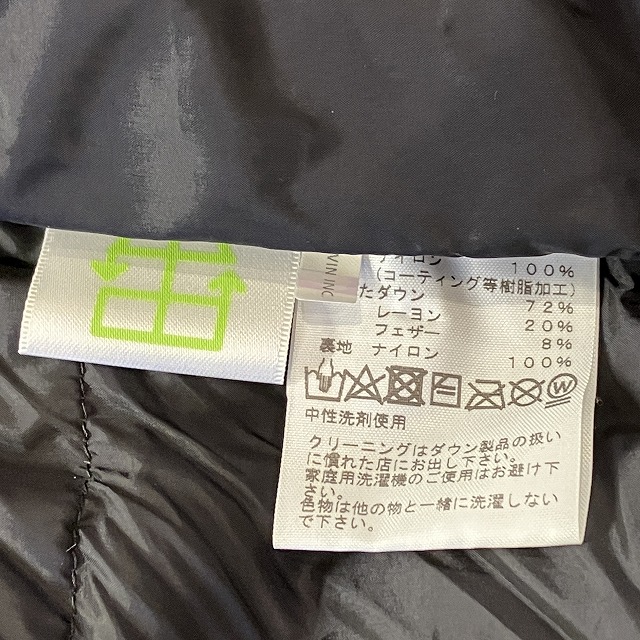 VIN INC
ナイロン 100%
(コーティング等樹脂加工)
たダウン 72%
レーヨン 20%
フェザー 8%
裏地 ナイロン 100%
W
中性洗剤使用
クリーニングはダウン製品の扱い
に慣れた店にお出し下さい。
家庭用洗濯機のご使用はお避け下
さい。
色物は他の物と一緒に洗濯しない
で下さい。